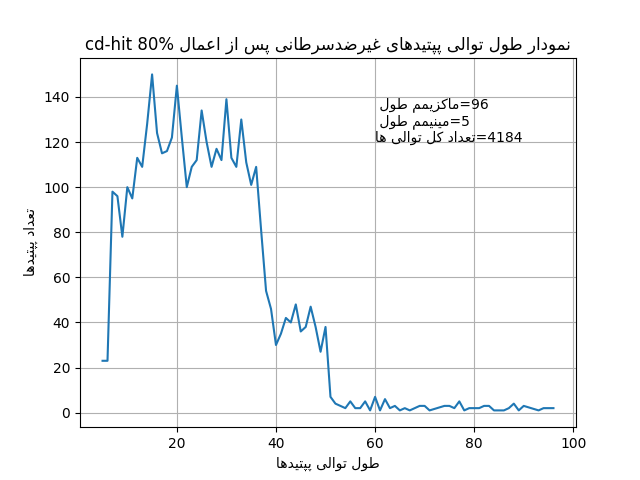 نمودار طول توالی پپتیدهای غیرضدسرطانی پس از اعمال cd-hit 80%
ماکزیمم طول=96
مینیمم طول=5
تعداد کل توالی ها=4184
تعداد پپتیدها
140
120
100
80
60
40
20
0
20 40 60 80 100
طول توالی پپتیدها